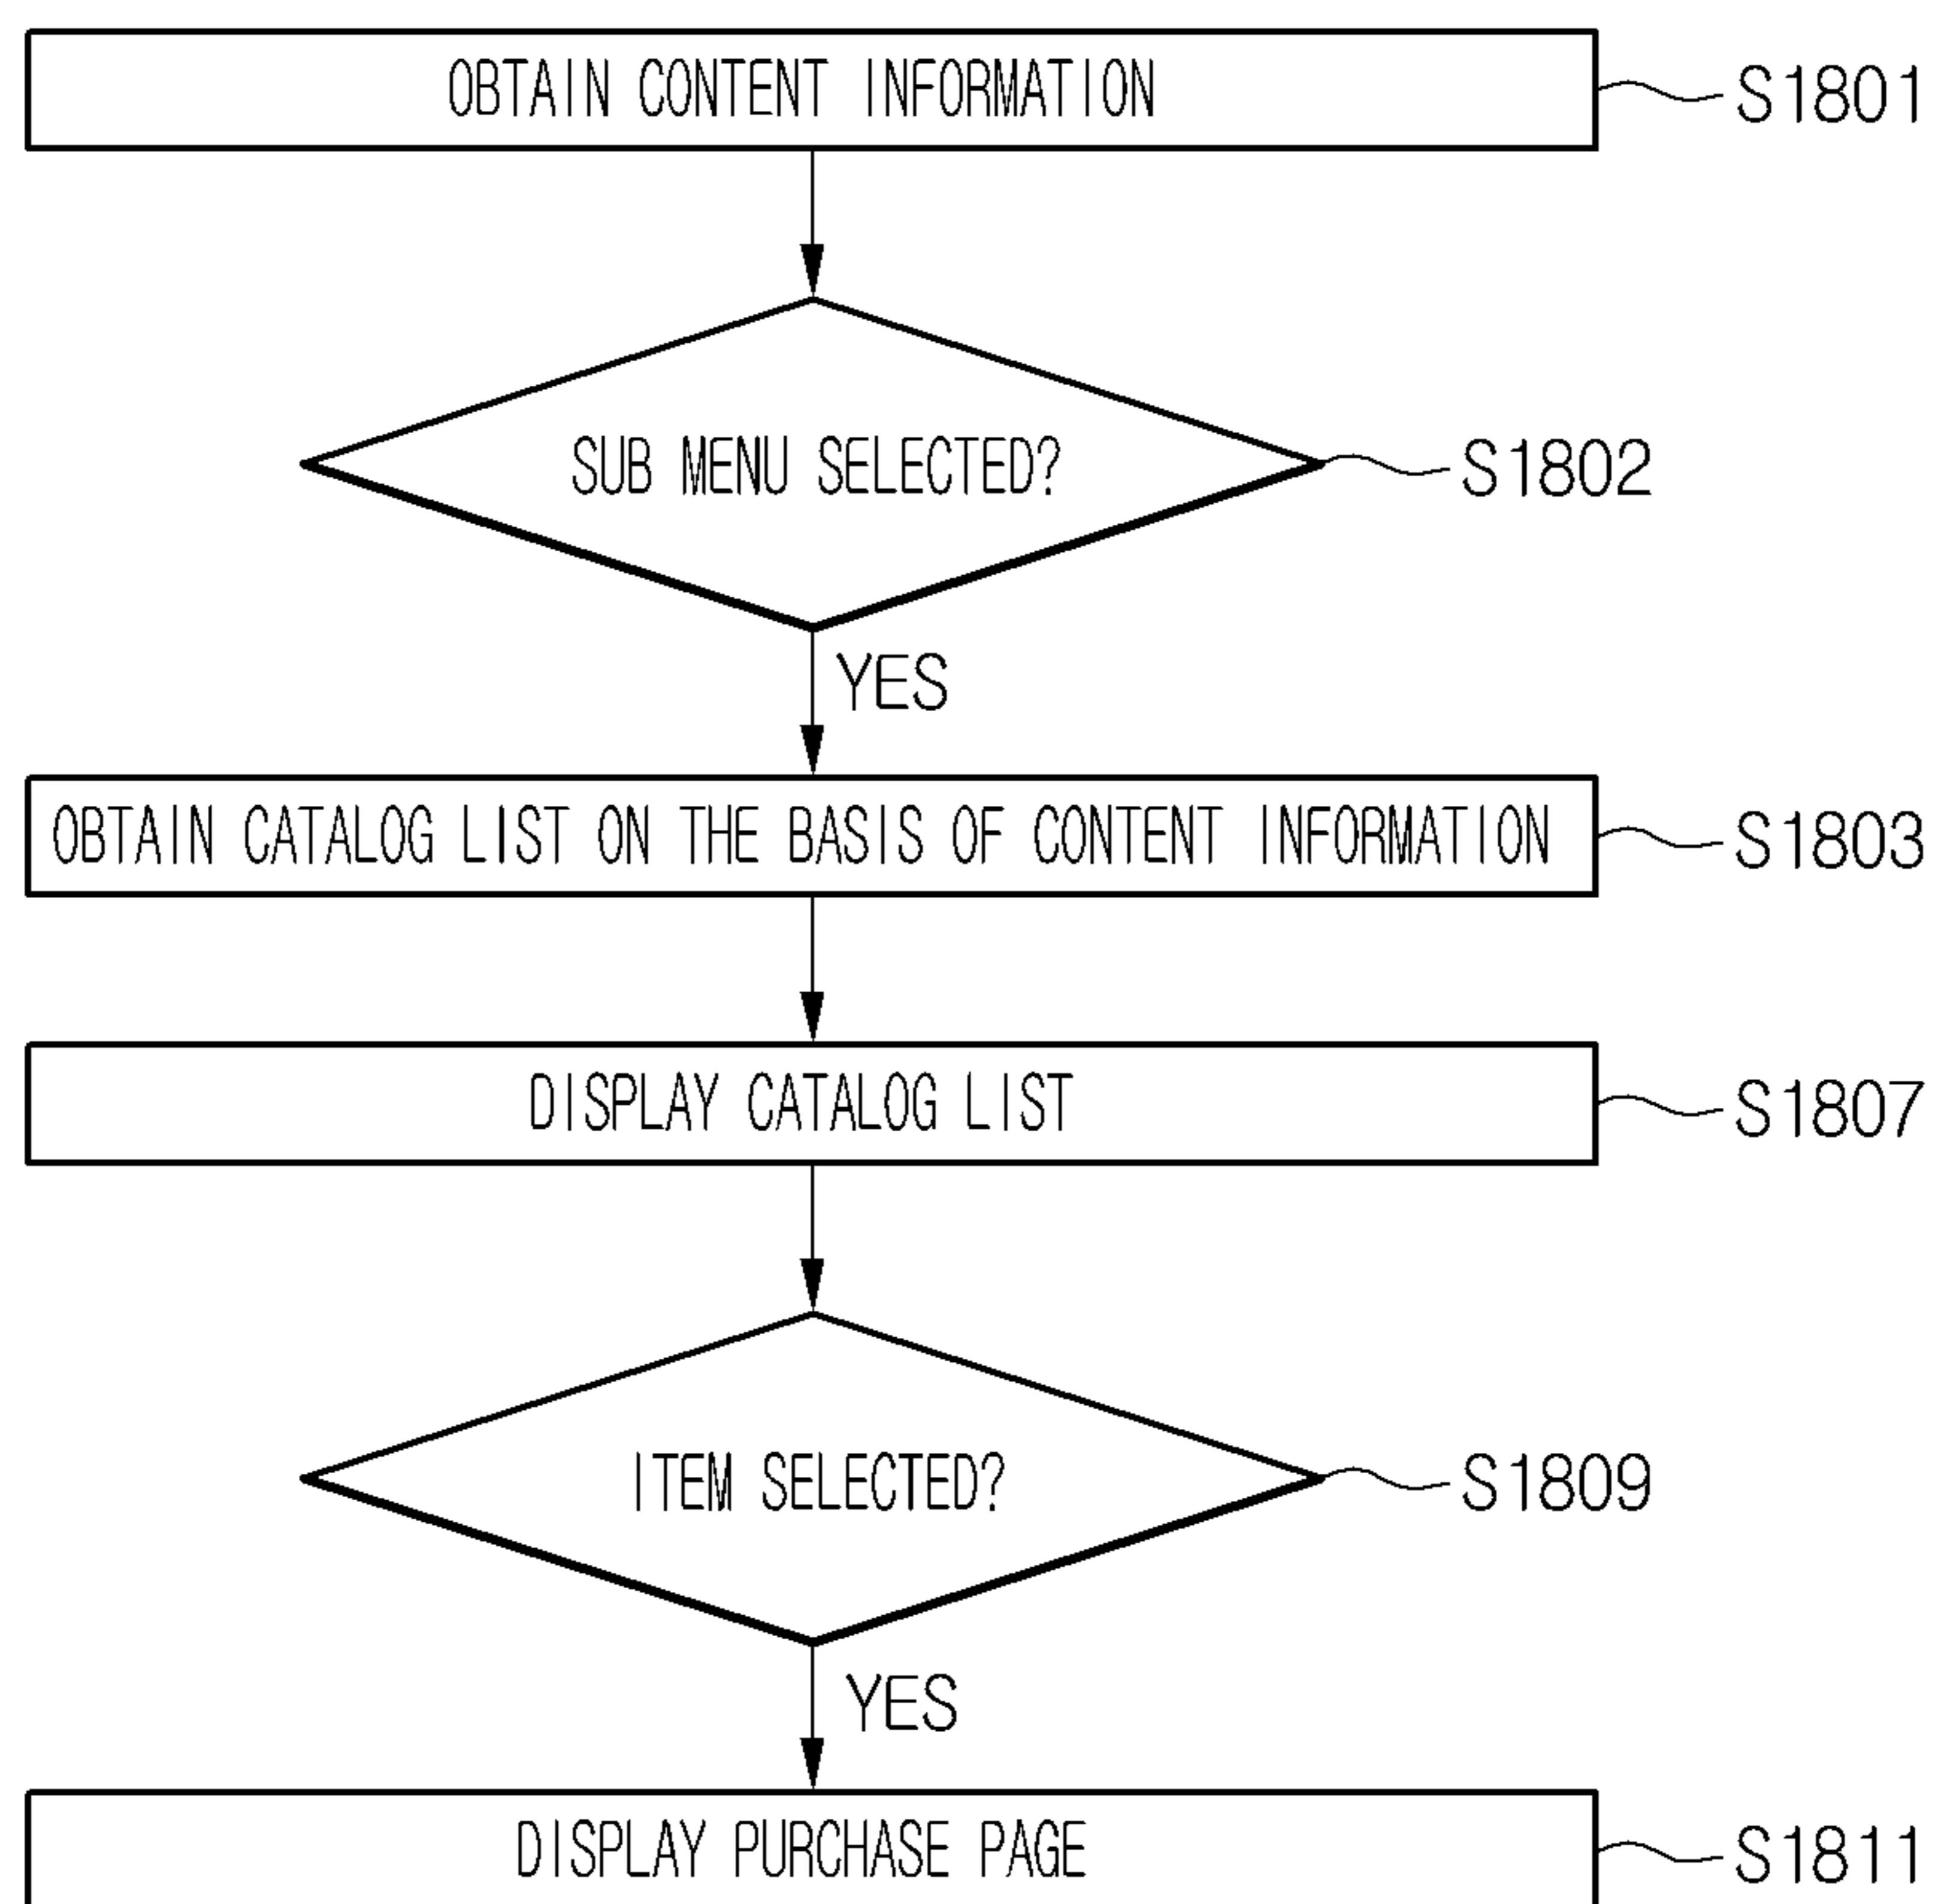 OBTAIN CONTENT INFORMATION S1801
SUB MENU SELECTED? S1802
YES
OBTAIN CATALOG LIST ON THE BASIS OF CONTENT INFORMATION S1803
DISPLAY CATALOG LIST S1807
ITEM SELECTED? S1809
YES
DISPLAY PURCHASE PAGE S1811